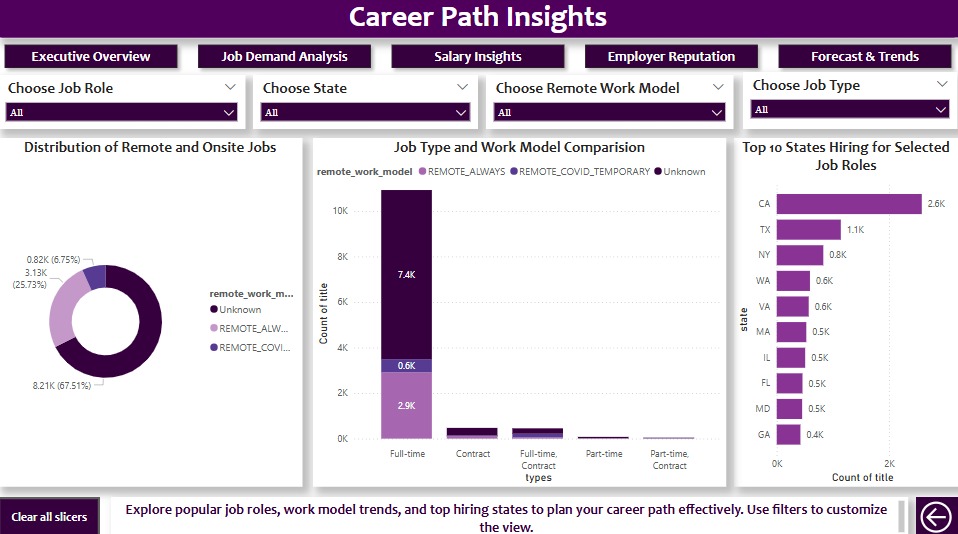 Career Path Insights
Executive Overview
Job Demand Analysis
Salary Insights
Employer Reputation
Forecast & Trends
Choose Job Role
All
Choose State
All
Choose Remote Work Model
All
Choose Job Type
All
Distribution of Remote and Onsite Jobs
0.82K (6.75%)
3.13K
(25.73%)
8.21K (67.51%)
remote_work_m...
Unknown
REMOTE_ALW...
REMOTE_COVI...
Job Type and Work Model Comparision
remote_work_model REMOTE_ALWAYS REMOTE_COVID_TEMPORARY Unknown
Count of title
10K
8K
6K
4K
2K
0K
7.4K
0.6K
2.9K
Full-time
Contract
Full-time,
Contract
Part-time
Part-time,
Contract
types
Top 10 States Hiring for Selected
Job Roles
state
CA 2.6K
TX 1.1K
NY 0.8K
WA 0.6K
VA 0.6K
MA 0.5K
IL 0.5K
FL 0.5K
MD 0.5K
GA 0.4K
0K 2K
Count of title
Clear all slicers
Explore popular job roles, work model trends, and top hiring states to plan your career path effectively. Use filters to customize
the view.